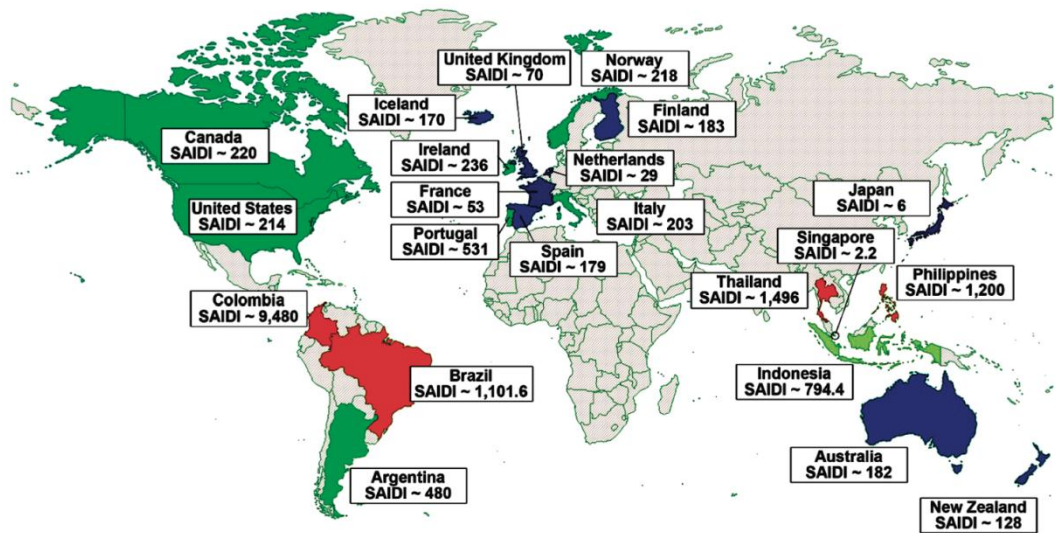 United Kingdom
SAIDI ~ 70
Norway
SAIDI ~ 218
Iceland
SAIDI ~ 170
Finland
SAIDI ~ 183
Canada
SAIDI ~ 220
Ireland
SAIDI ~ 236
Netherlands
SAIDI ~ 29
France
SAIDI ~ 53
Japan
SAIDI ~ 6
United States
SAIDI ~ 214
Italy
SAIDI ~ 203
Portugal
SAIDI ~ 531
Singapore
SAIDI ~ 2.2
Spain
SAIDI ~ 179
Thailand
SAIDI ~ 1,496
Philippines
SAIDI ~ 1,200
Colombia
SAIDI ~ 9,480
Brazil
SAIDI ~ 1,101.6
Indonesia
SAIDI ~ 794.4
Australia
SAIDI ~ 182
Argentina
SAIDI ~ 480
New Zealand
SAIDI ~ 128